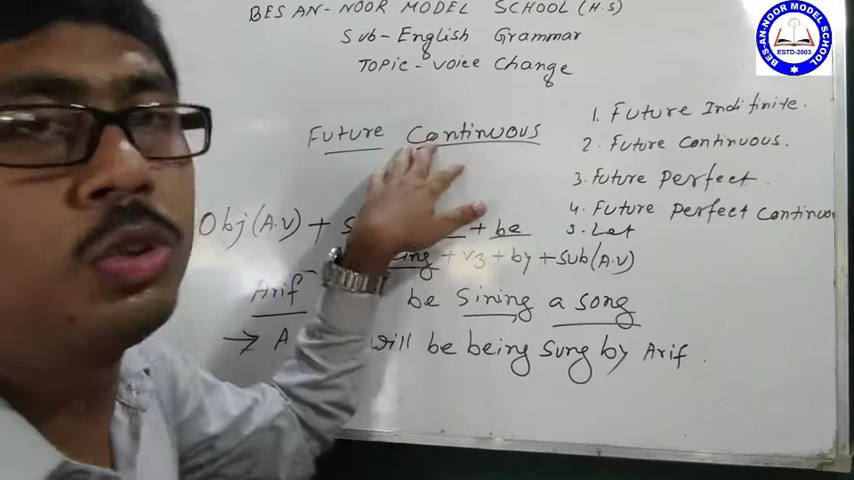 BES AN-NOOR MODEL SCHOOL (H.S)
Sub-English Grammar
TOPIC-Voice Change
BES-AN-NOOR MODEL SCHOOL
ESTD-2003
Future Continuous
1. Future Indifinite.
2. Future Continuous.
3. Future Perfect.
4. Future Perfect Continuou
5. Let
Obj(A.V) + + be
+ V3 + by + Sub(A.V)
Arif be Sining a song
→ A will be being Sung by Arif.